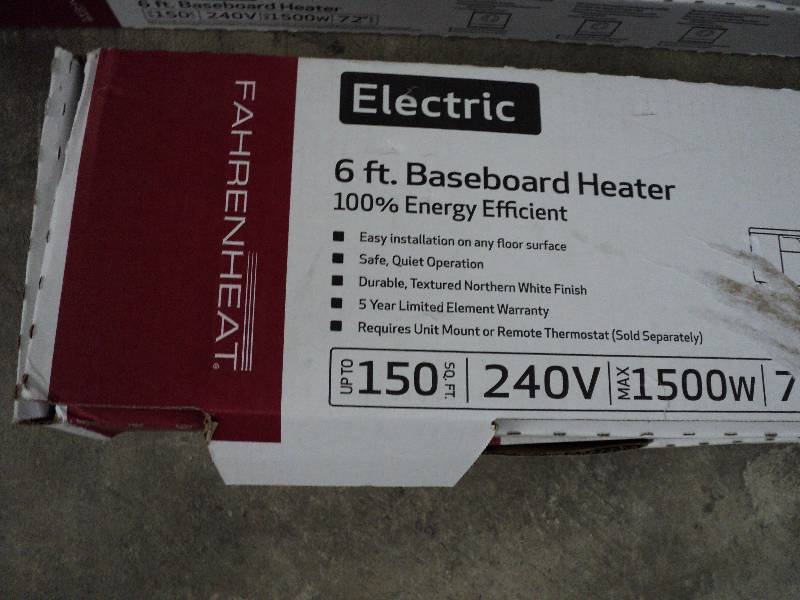 6 ft. Baseboard Heater
150 240V 1500W 72"
FAHRENHEAT
Electric
6 ft. Baseboard Heater
100% Energy Efficient
Easy installation on any floor surface
Safe, Quiet Operation
Durable, Textured Northern White Finish
5 Year Limited Element Warranty
Requires Unit Mount or Remote Thermostat (Sold Separately)
UP TO 150 SQ. FT. 240V MAX 1500W 7